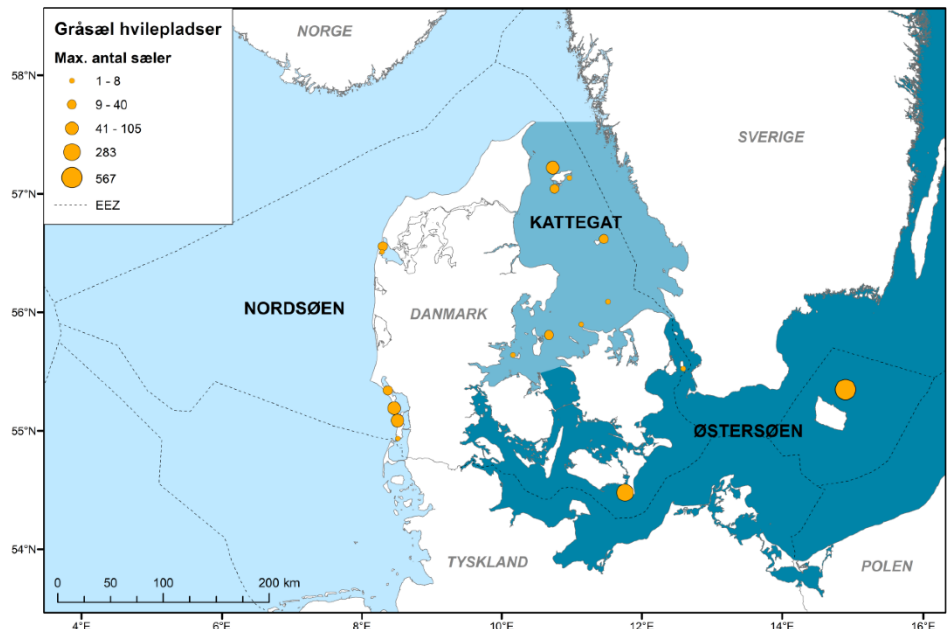 Gråsæl hvilepladser
Max. antal sæler
1 - 8
9 - 40
41 - 105
283
567
EEZ
NORGE
SVERIGE
KATTEGAT
NORDSØEN
DANMARK
ØSTERSØEN
TYSKLAND
POLEN
58°N
57°N
56°N
55°N
54°N
0 50 100 200 km
4°E 6°E 8°E 10°E 12°E 14°E 16°E